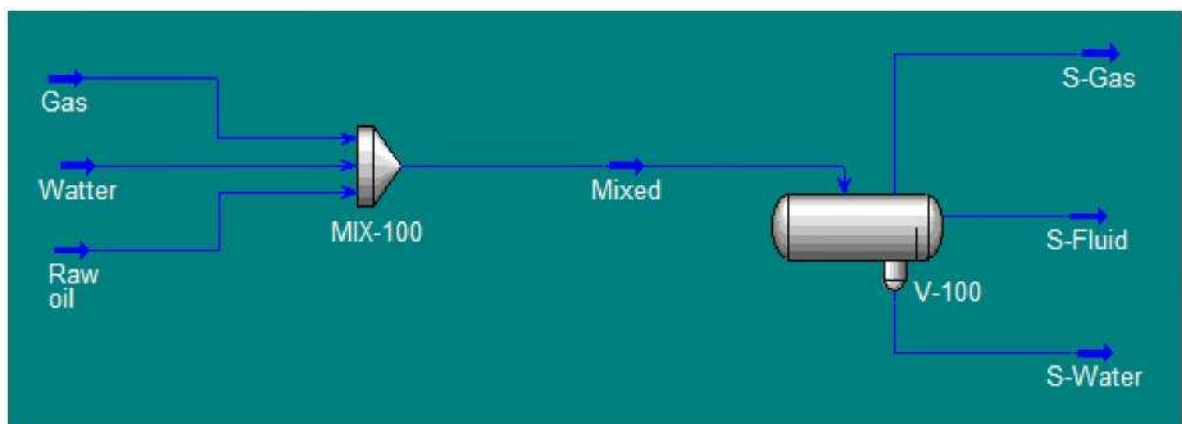 Gas
Watter
Raw
oil
MIX-100
Mixed
V-100
S-Gas
S-Fluid
S-Water